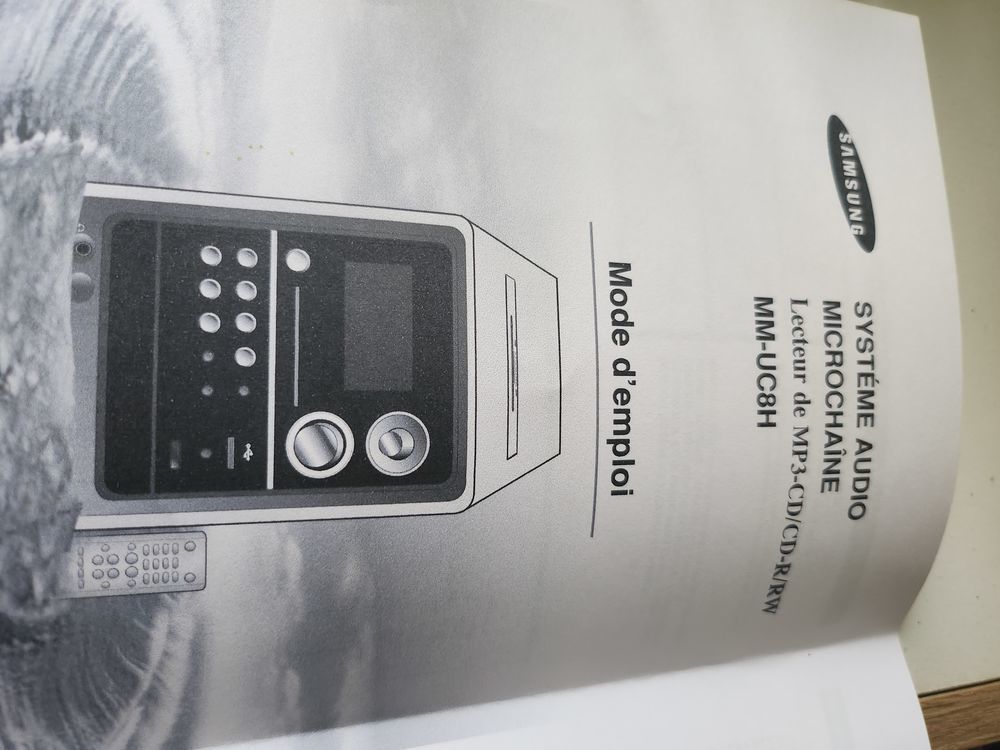 SAMSUNG
SYSTÉME AUDIO
MICROCHAÎNE
Lecteur de MP3-CD/CD-R/RW
MM-UC8H
Mode d'emploi